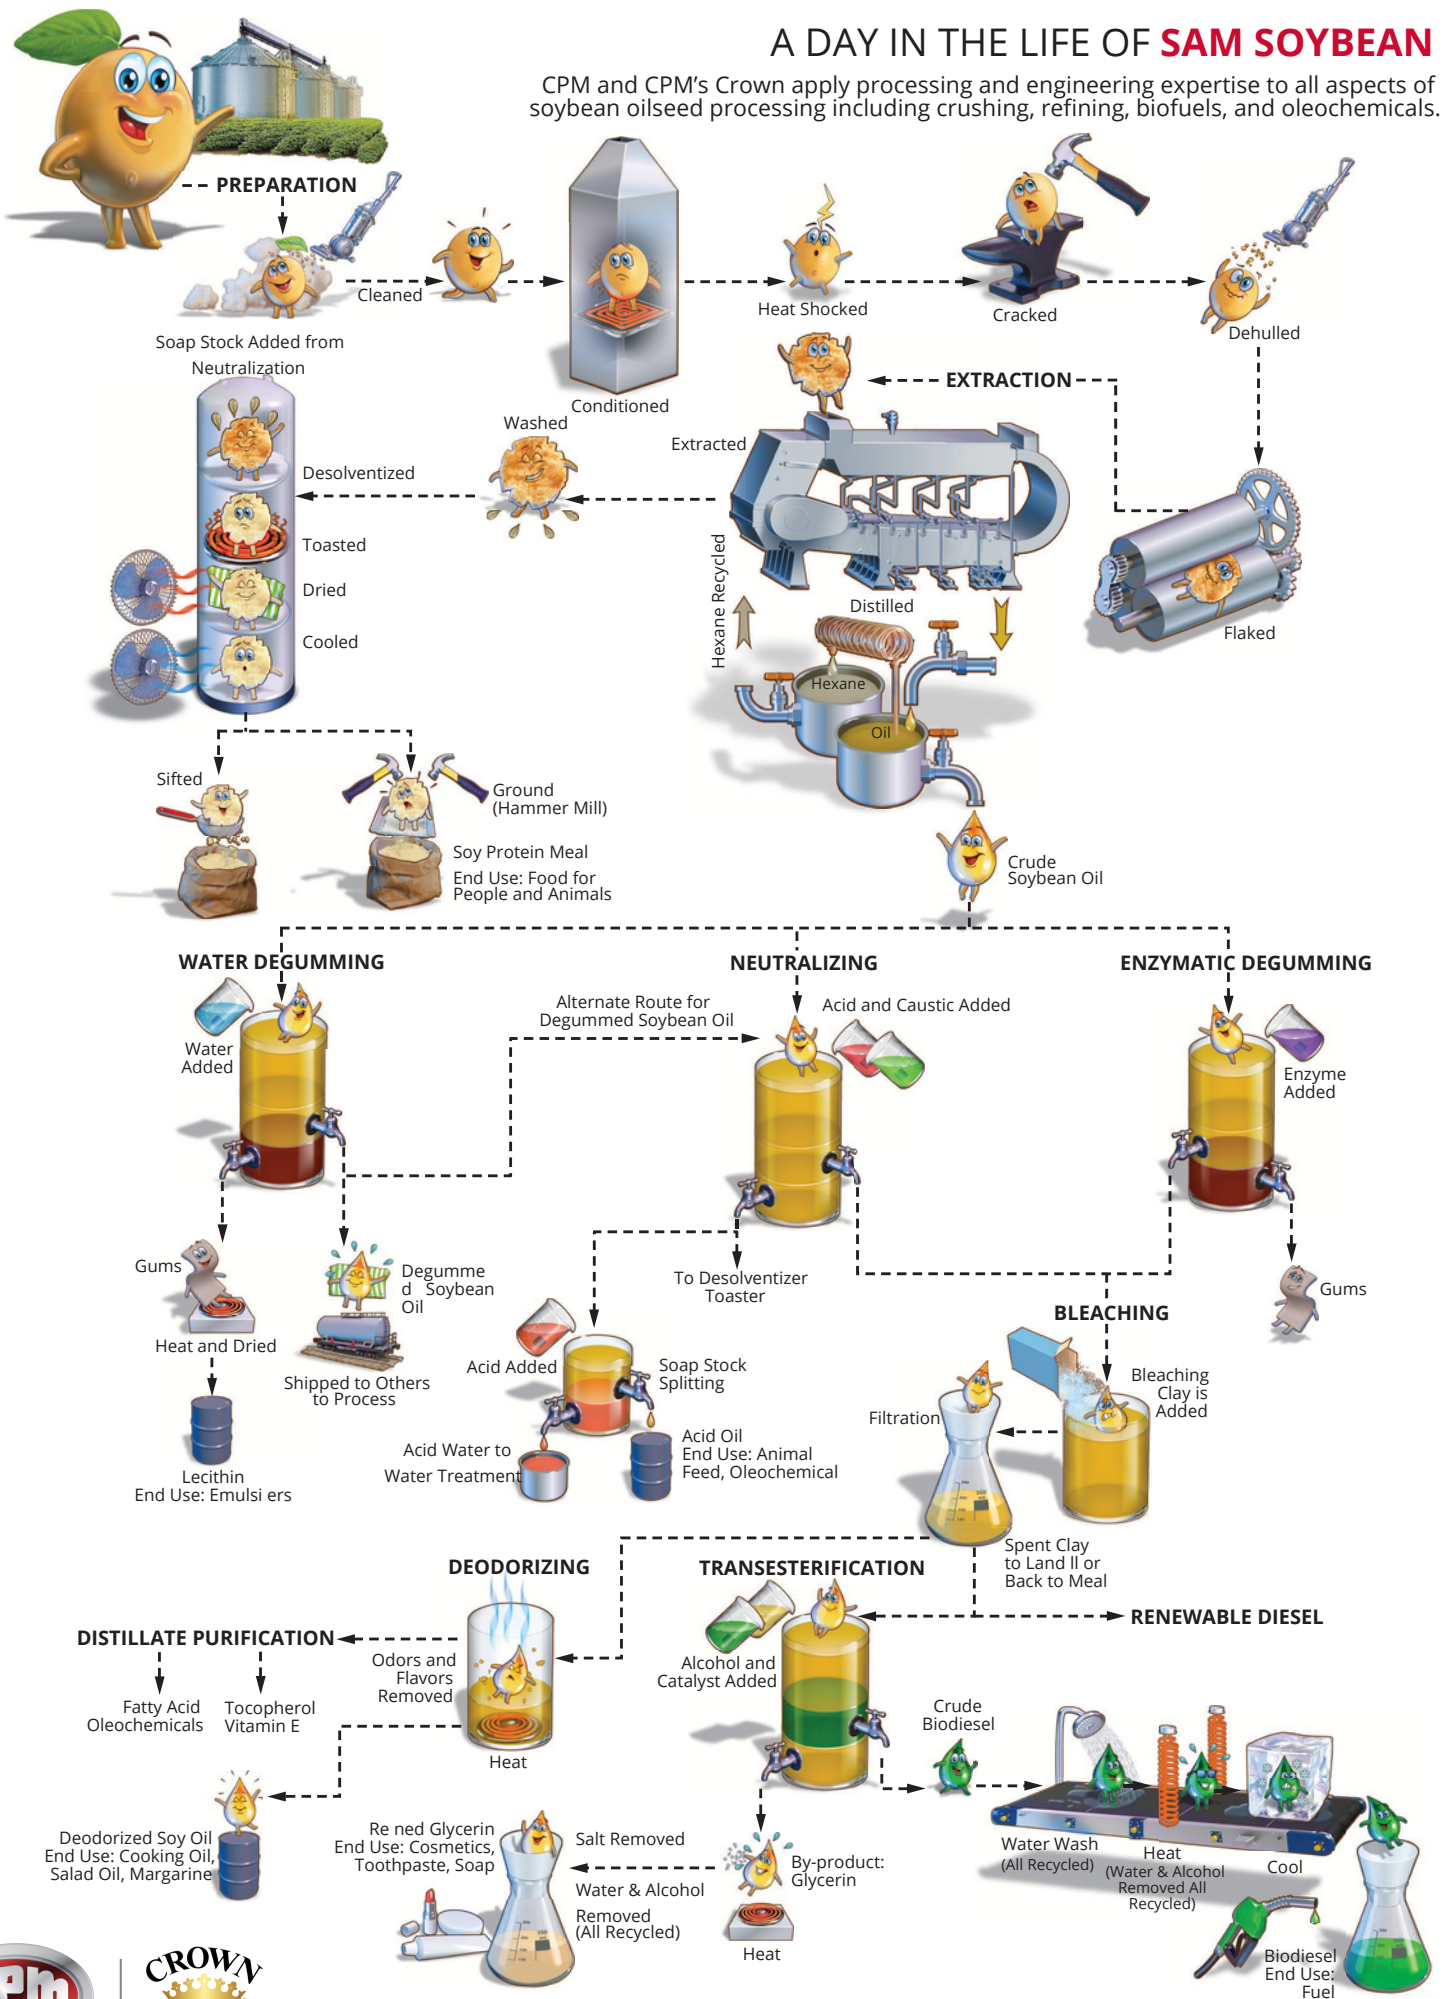 A DAY IN THE LIFE OF SAM SOYBEAN
CPM and CPM's Crown apply processing and engineering expertise to all aspects of
soybean oilseed processing including crushing, refining, biofuels, and oleochemicals.
PREPARATION
Cleaned
Conditioned
Heat Shocked
Cracked
Dehulled
Flaked
EXTRACTION
Extracted
Washed
Soap Stock Added from
Neutralization
Desolventized
Toasted
Dried
Cooled
Hexane Recycled
Distilled
Hexane
Oil
Sifted
Ground
(Hammer Mill)
Soy Protein Meal
End Use: Food for
People and Animals
Crude
Soybean Oil
WATER DEGUMMING
Water
Added
Gums
Heat and Dried
Lecithin
End Use: Emulsi ers
Degumme
d Soybean
Oil
Shipped to Others
to Process
Alternate Route for
Degummed Soybean Oil
NEUTRALIZING
Acid and Caustic Added
To Desolventizer
Toaster
Acid Added
Soap Stock
Splitting
Acid Water to
Water Treatment
Acid Oil
End Use: Animal
Feed, Oleochemical
ENZYMATIC DEGUMMING
Enzyme
Added
Gums
BLEACHING
Bleaching
Clay is
Added
Filtration
Spent Clay
to Land ll or
Back to Meal
DEODORIZING
Odors and
Flavors
Removed
Heat
DISTILLATE PURIFICATION
Fatty Acid
Oleochemicals
Tocopherol
Vitamin E
Deodorized Soy Oil
End Use: Cooking Oil,
Salad Oil, Margarine
TRANSESTERIFICATION
Alcohol and
Catalyst Added
RENEWABLE DIESEL
Crude
Biodiesel
Water Wash
(All Recycled)
Heat
(Water & Alcohol
Removed All
Recycled)
Cool
Biodiesel
End Use:
Fuel
By-product:
Glycerin
Heat
Salt Removed
Water & Alcohol
Removed
(All Recycled)
Re ned Glycerin
End Use: Cosmetics,
Toothpaste, Soap
cpm
CROWN